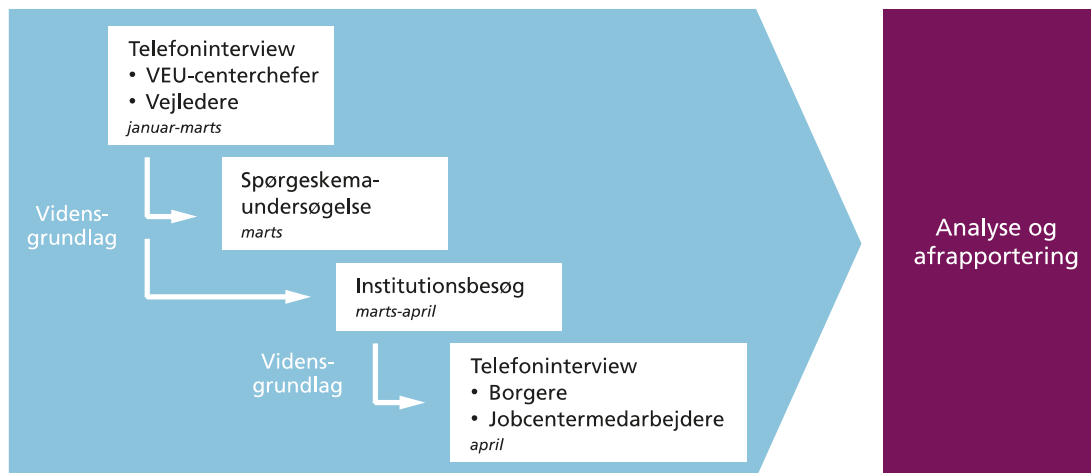 Telefoninterview
• VEU-centerchefer
• Vejledere
januar-marts
Videns-
grundlag
Spørgeskema-
undersøgelse
marts
Institutionsbesøg
marts-april
Videns-
grundlag
Telefoninterview
• Borgere
• Jobcentermedarbejdere
april
Analyse og
afrapportering